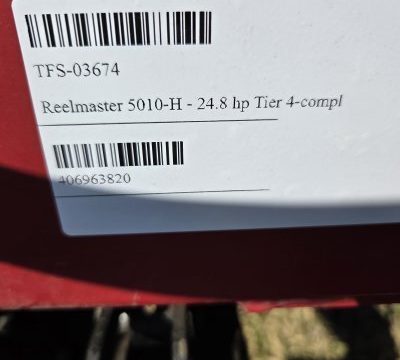 TFS-03674
Reelmaster 5010-H - 24.8 hp Tier 4-compl
406963820